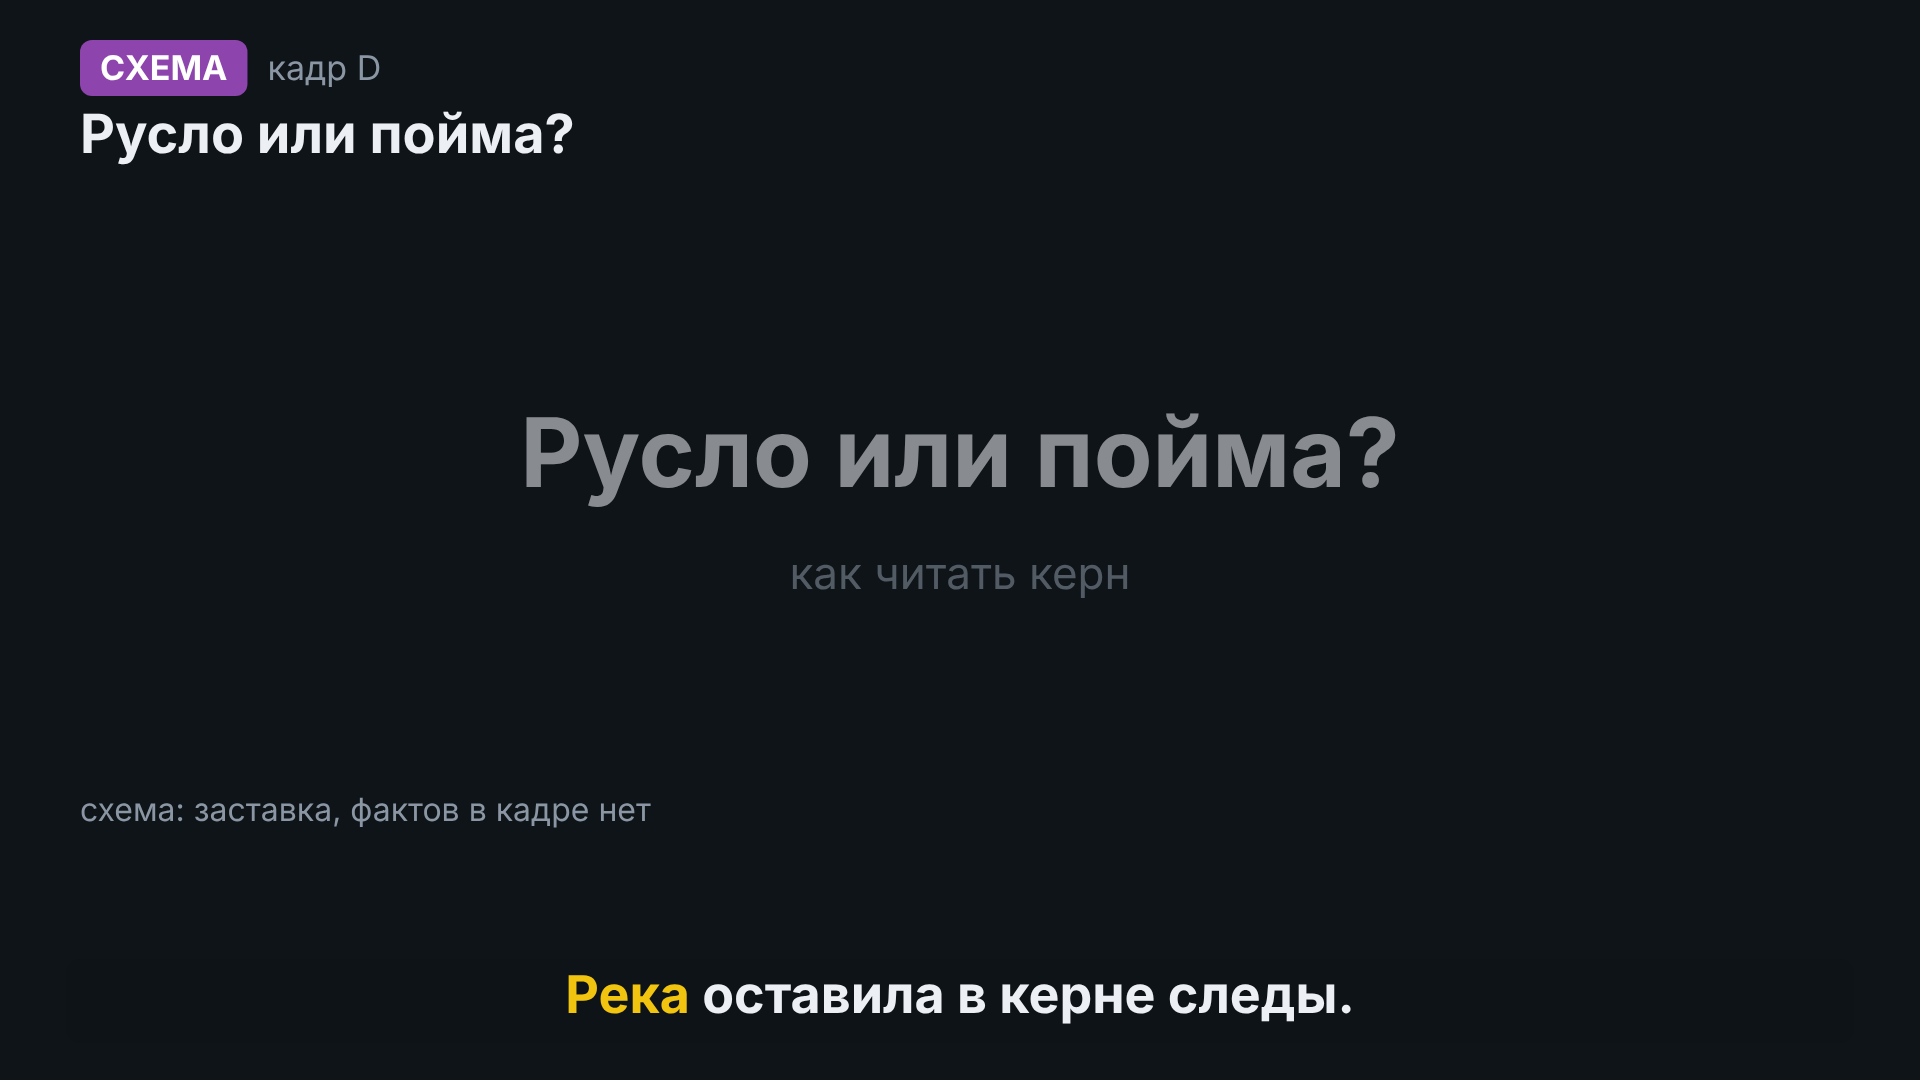 СХЕМА кадр D
Русло или пойма?
Русло или пойма?
как читать керн
схема: заставка, фактов в кадре нет
Река оставила в керне следы.